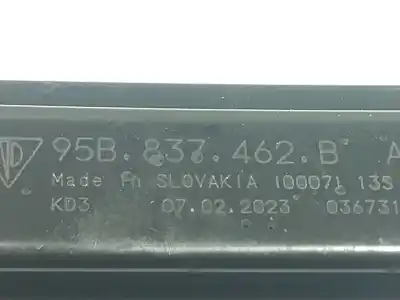 95B. 837. 462. B A
Made in SLOVAKIA (0007) 135
KD3 07.02.2023 036731